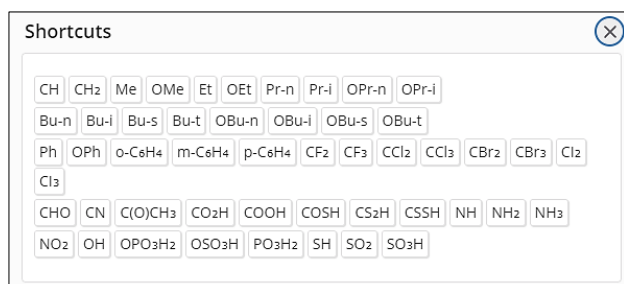 Shortcuts
CH CH₂ Me OMe Et OEt Pr-n Pr-i OPr-n OPr-i
Bu-n Bu-i Bu-s Bu-t OBu-n OBu-i OBu-s OBu-t
Ph OPh o-C₆H₄ m-C₆H₄ p-C₆H₄ CF₂ CF₃ CCl₂ CCl₃ CBr₂ CBr₃ CI₂
CI₃
CHO CN C(O)CH₃ CO₂H COOH COSH CS₂H CSSH NH NH₂ NH₃
NO₂ OH OPO₃H₂ OSO₃H PO₃H₂ SH SO₂ SO₃H